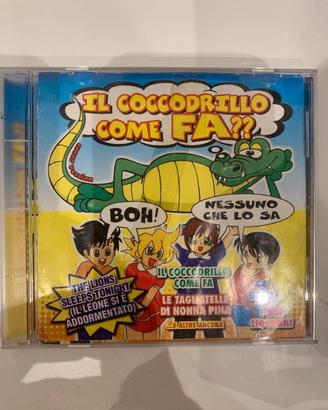 IL COCCODRILLO
COME FA??
BOH!
NESSUNO
CHE LO SA
THE LIONS
SLEEPS TONIGHT
(IL LEONE SI È
ADDORMENTATO)
IL COCCODRILLO
COME FA
LE TAGLIATELLE
DI NONNA PINA
...E ALTRE ANCORA